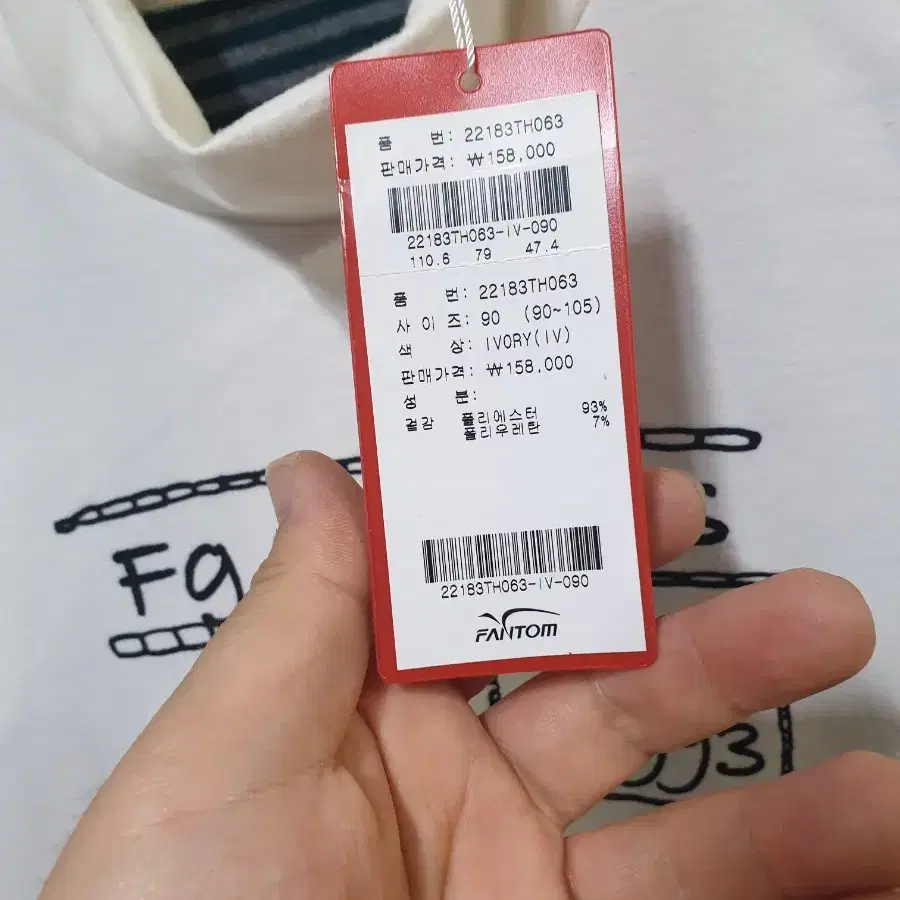 품 번: 22183TH063
판매가격: ₩158,000
22183TH063-IV-090
110.6 79 47.4
품 번: 22183TH063
사 이 즈: 90 (90~105)
색 상: IVORY(IV)
판매가격: ₩158,000
성 분:
겉감 폴리에스터 93%
폴리우레탄 7%
22183TH063-IV-090
FANTOM